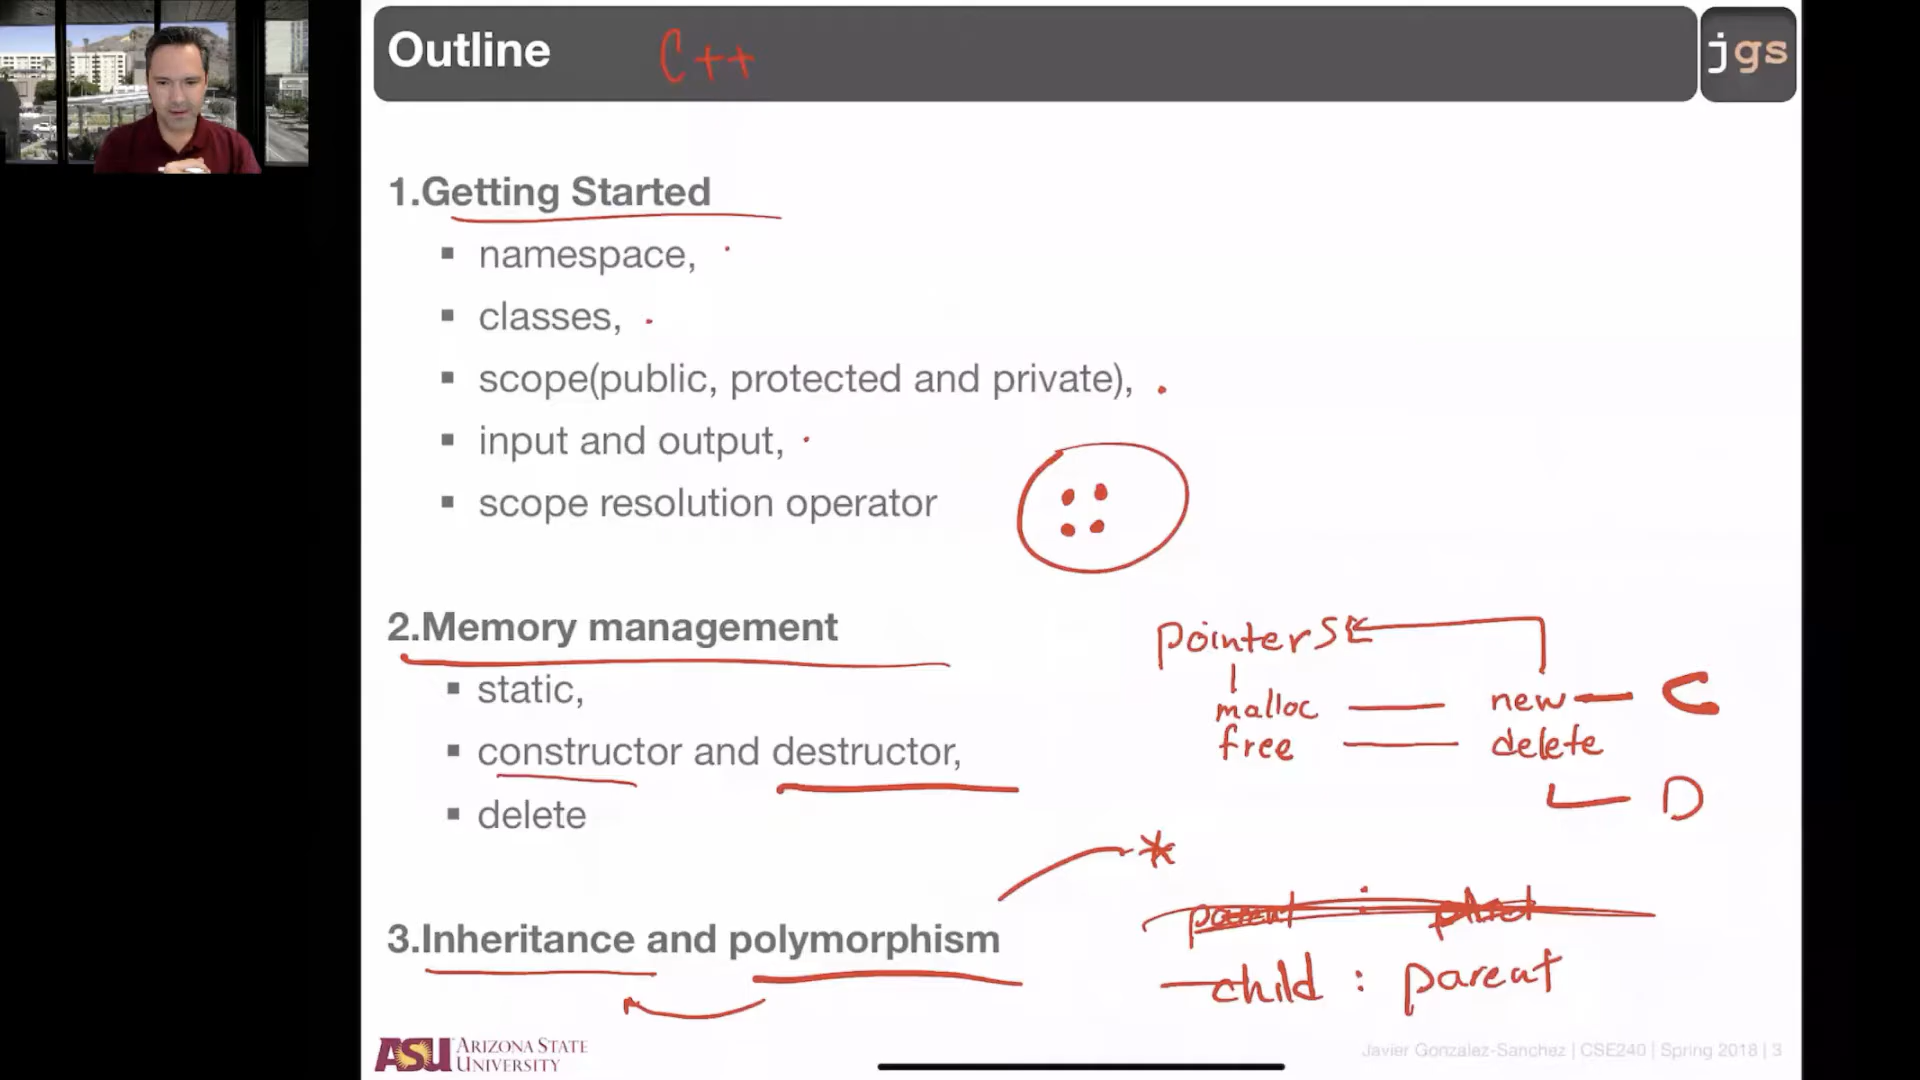 Outline C++
jgs
1.Getting Started
▪ namespace,
▪ classes,
▪ scope(public, protected and private),
▪ input and output,
▪ scope resolution operator
::
2.Memory management
▪ static,
▪ constructor and destructor,
▪ delete
pointers
malloc — new — C
free — delete
D
*
3.Inheritance and polymorphism
parent :
child : parent
ASU ARIZONA STATE
UNIVERSITY
Javier Gonzalez-Sanchez | CSE240 | Spring 2018 | 3